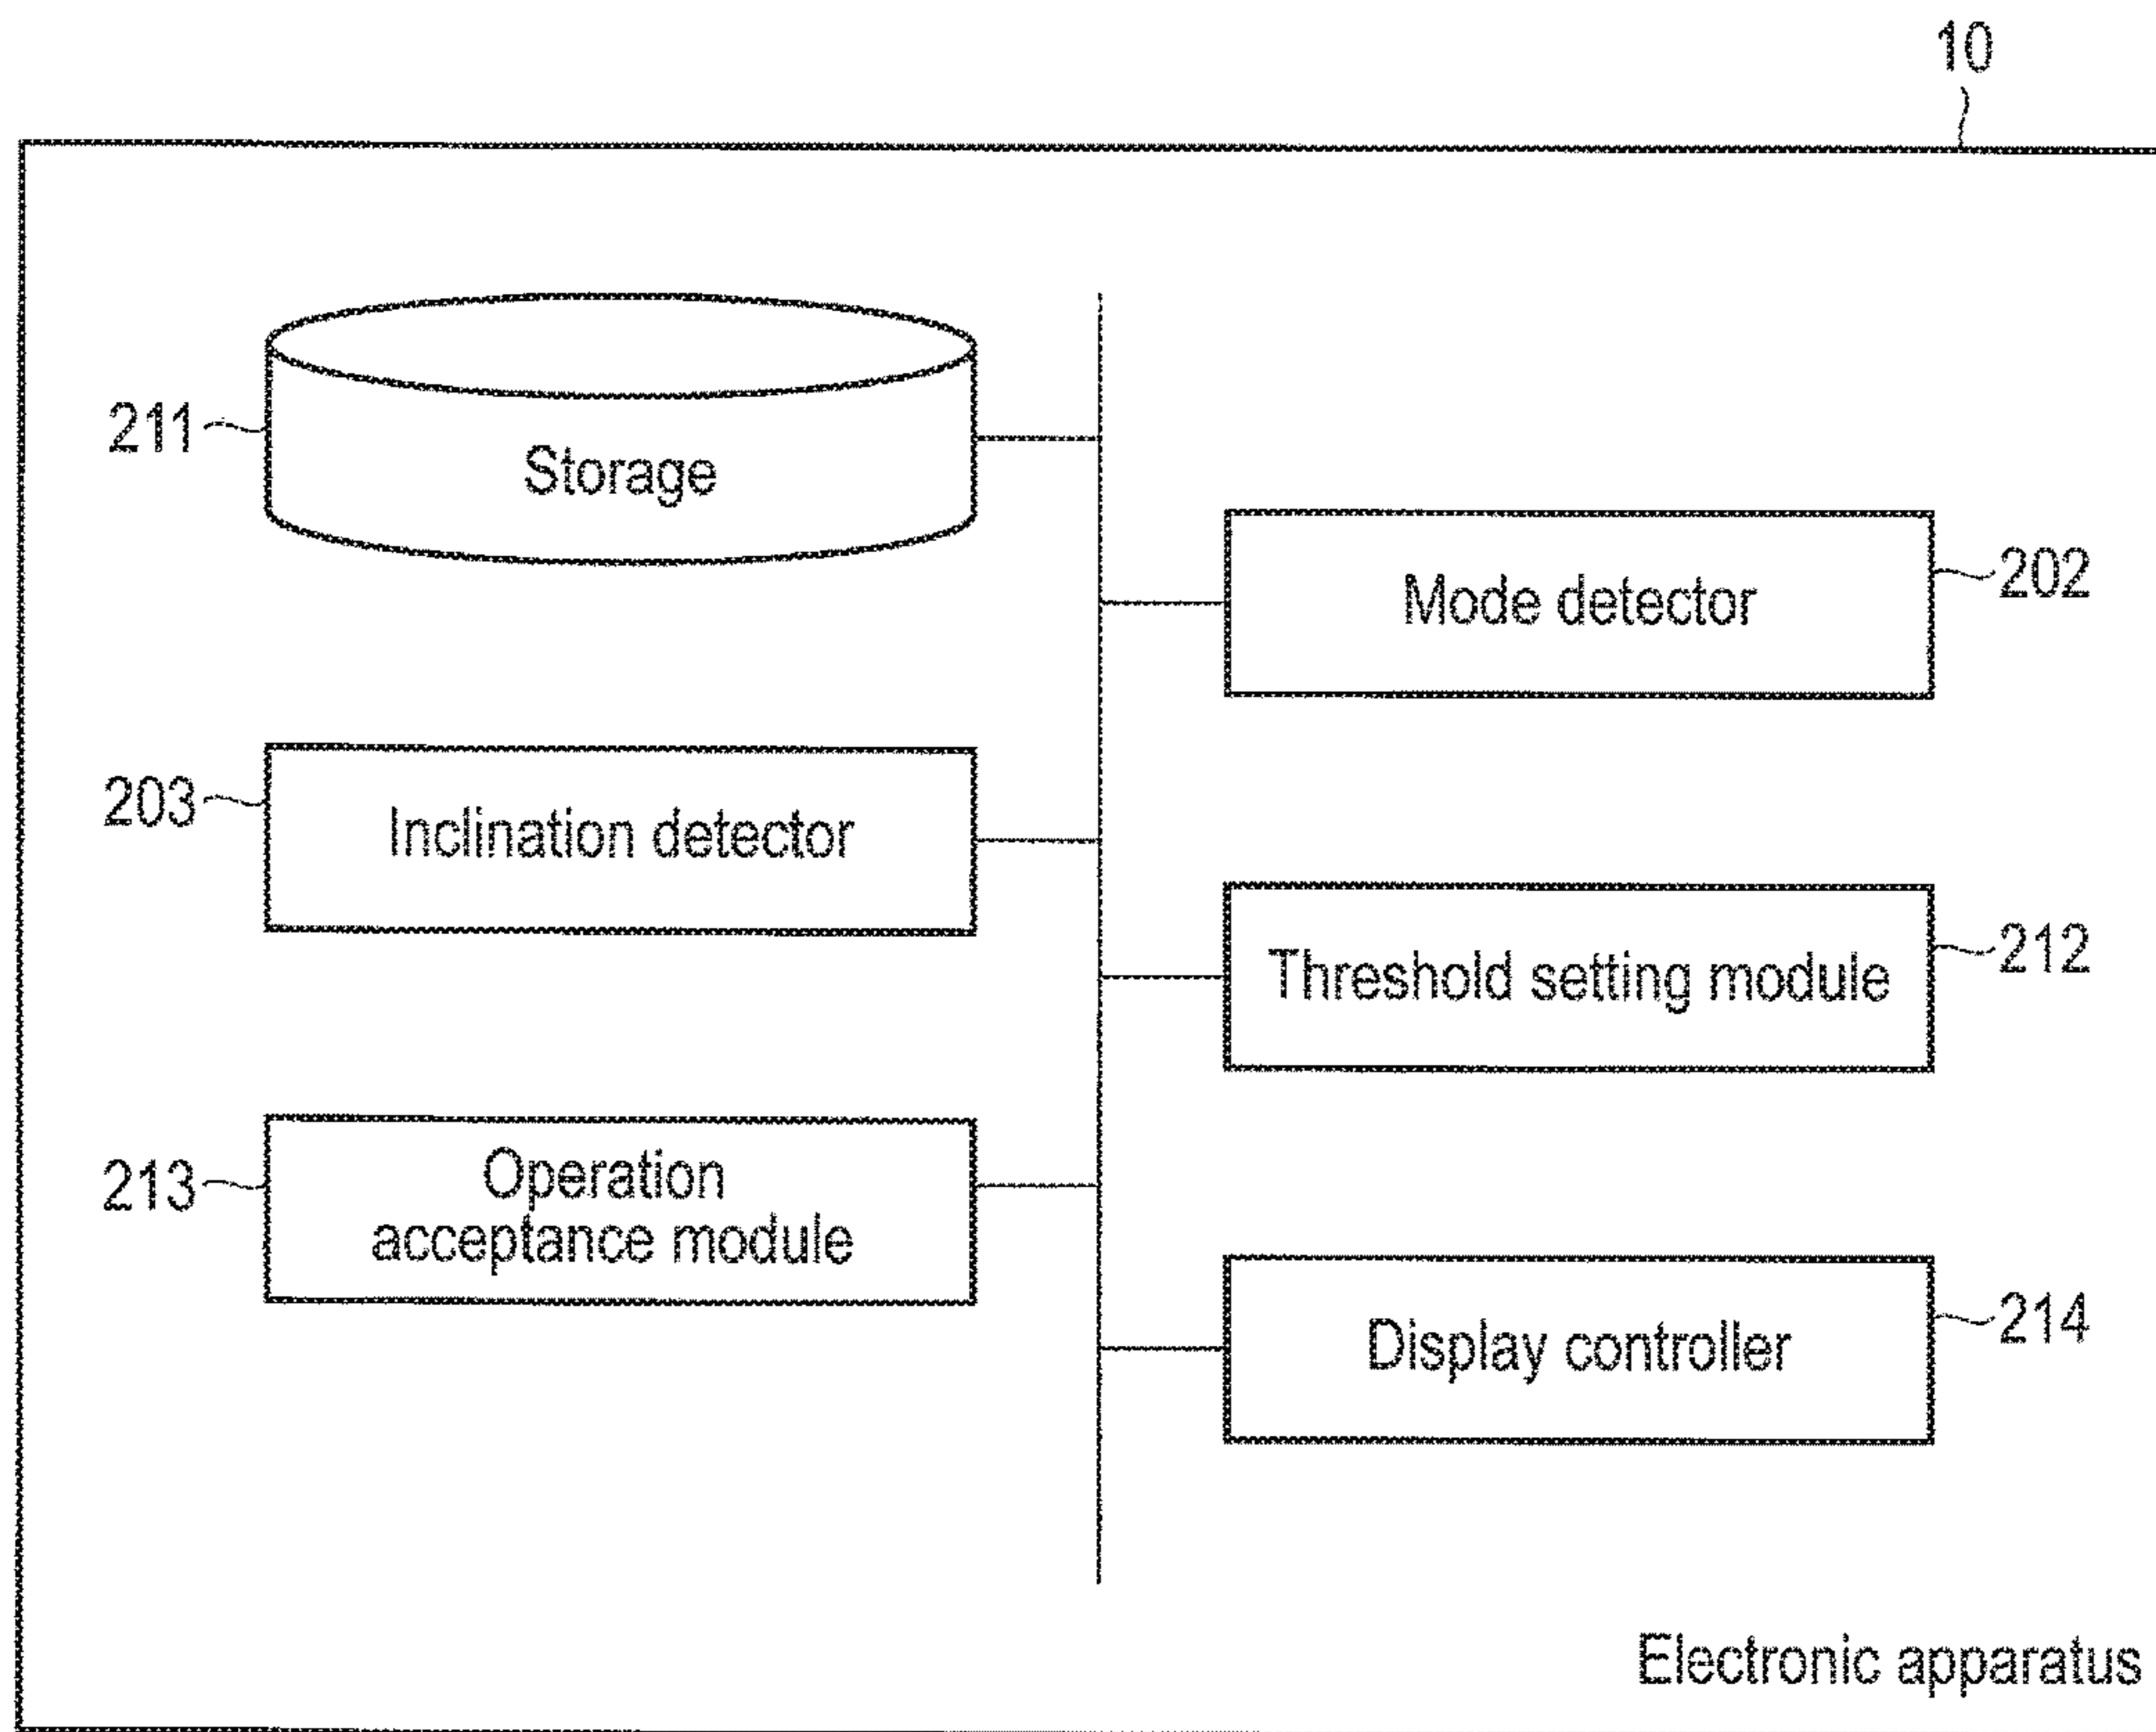 10
211
Storage
Mode detector
202
203
Inclination detector
Threshold setting module
212
213
Operation
acceptance module
Display controller
214
Electronic apparatus